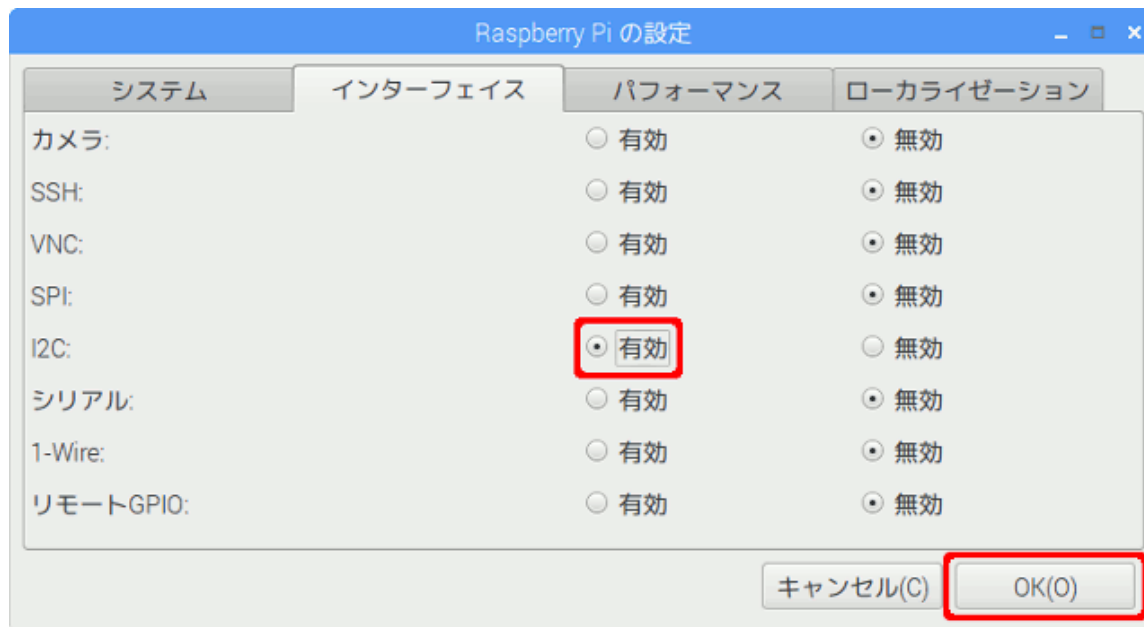 Raspberry Pi の設定
システム インターフェイス パフォーマンス ローカライゼーション
カメラ: 有効 無効
SSH: 有効 無効
VNC: 有効 無効
SPI: 有効 無効
I2C: 有効 無効
シリアル: 有効 無効
1-Wire: 有効 無効
リモートGPIO: 有効 無効
キャンセル(C) OK(O)